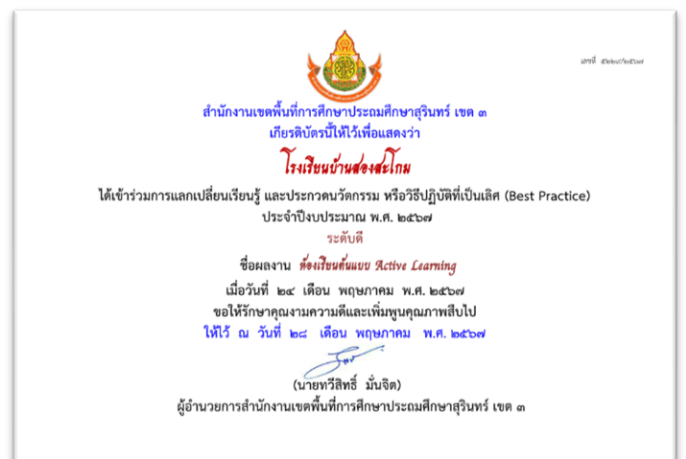 เลขที่
สำนักงานเขตพื้นที่การศึกษาประถมศึกษาสุรินทร์ เขต ๓
เกียรติบัตรนี้ให้ไว้เพื่อแสดงว่า
โรงเรียนบ้านสองสะโกม
ได้เข้าร่วมการแลกเปลี่ยนเรียนรู้ และประกวดนวัตกรรม หรือวิธีปฏิบัติที่เป็นเลิศ (Best Practice)
ประจำปีงบประมาณ พ.ศ. ๒๕๖๗
ระดับดี
ชื่อผลงาน ห้องเรียนต้นแบบ Active Learning
เมื่อวันที่ ๒๔ เดือน พฤษภาคม พ.ศ. ๒๕๖๗
ขอให้รักษาคุณงามความดีและเพิ่มพูนคุณภาพสืบไป
ให้ไว้ ณ วันที่ ๒๘ เดือน พฤษภาคม พ.ศ. ๒๕๖๗
(นายทวีสิทธิ์ มั่นจิต)
ผู้อำนวยการสำนักงานเขตพื้นที่การศึกษาประถมศึกษาสุรินทร์ เขต ๓